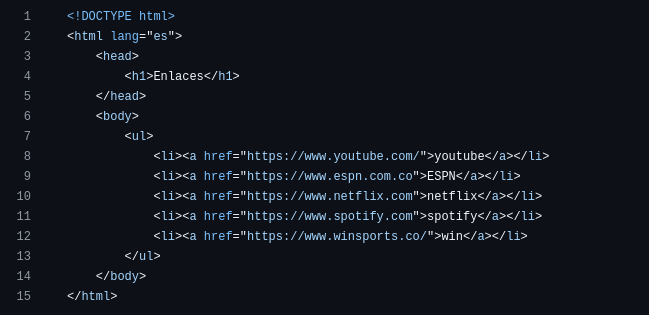 1 <!DOCTYPE html>
2 <html lang="es">
3     <head>
4         <h1>Enlaces</h1>
5     </head>
6     <body>
7         <ul>
8             <li><a href="https://www.youtube.com/">youtube</a></li>
9             <li><a href="https://www.espn.com.co">ESPN</a></li>
10             <li><a href="https://www.netflix.com">netflix</a></li>
11             <li><a href="https://www.spotify.com">spotify</a></li>
12             <li><a href="https://www.winsports.co/">win</a></li>
13         </ul>
14     </body>
15 </html>